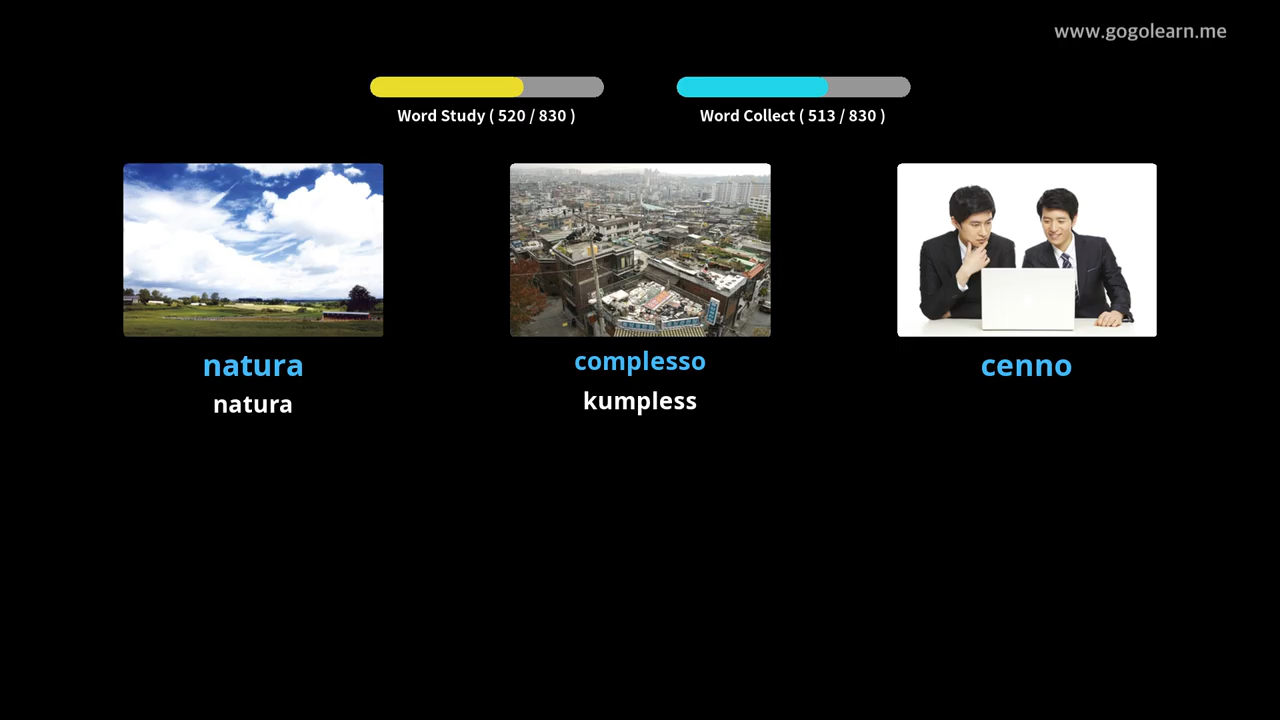 www.gogolearn.me
Word Study ( 520 / 830 )
Word Collect ( 513 / 830 )
natura
natura
complesso
kumpless
cenno